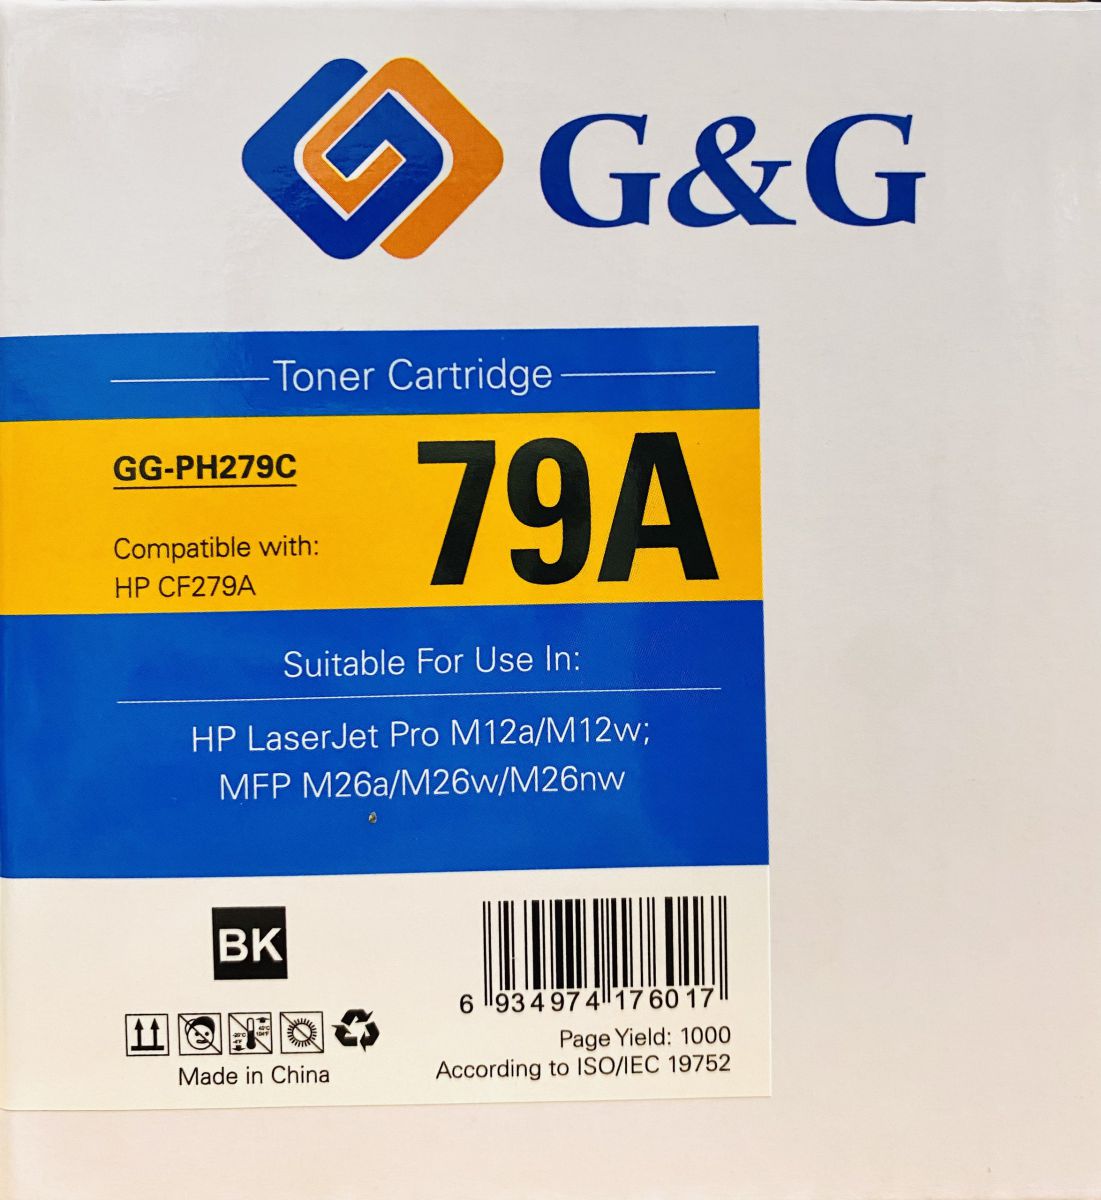 G&G
Toner Cartridge
GG-PH279C
79A
Compatible with:
HP CF279A
Suitable For Use In:
HP LaserJet Pro M12a/M12w;
MFP M26a/M26w/M26nw
BK
6 934974 176017
Page Yield: 1000
According to ISO/IEC 19752
Made in China